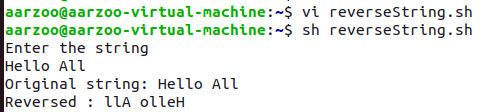 aarzoo@aarzoo-virtual-machine:~$ vi reverseString.sh
aarzoo@aarzoo-virtual-machine:~$ sh reverseString.sh
Enter the string
Hello All
Original string: Hello All
Reversed : llA olleH